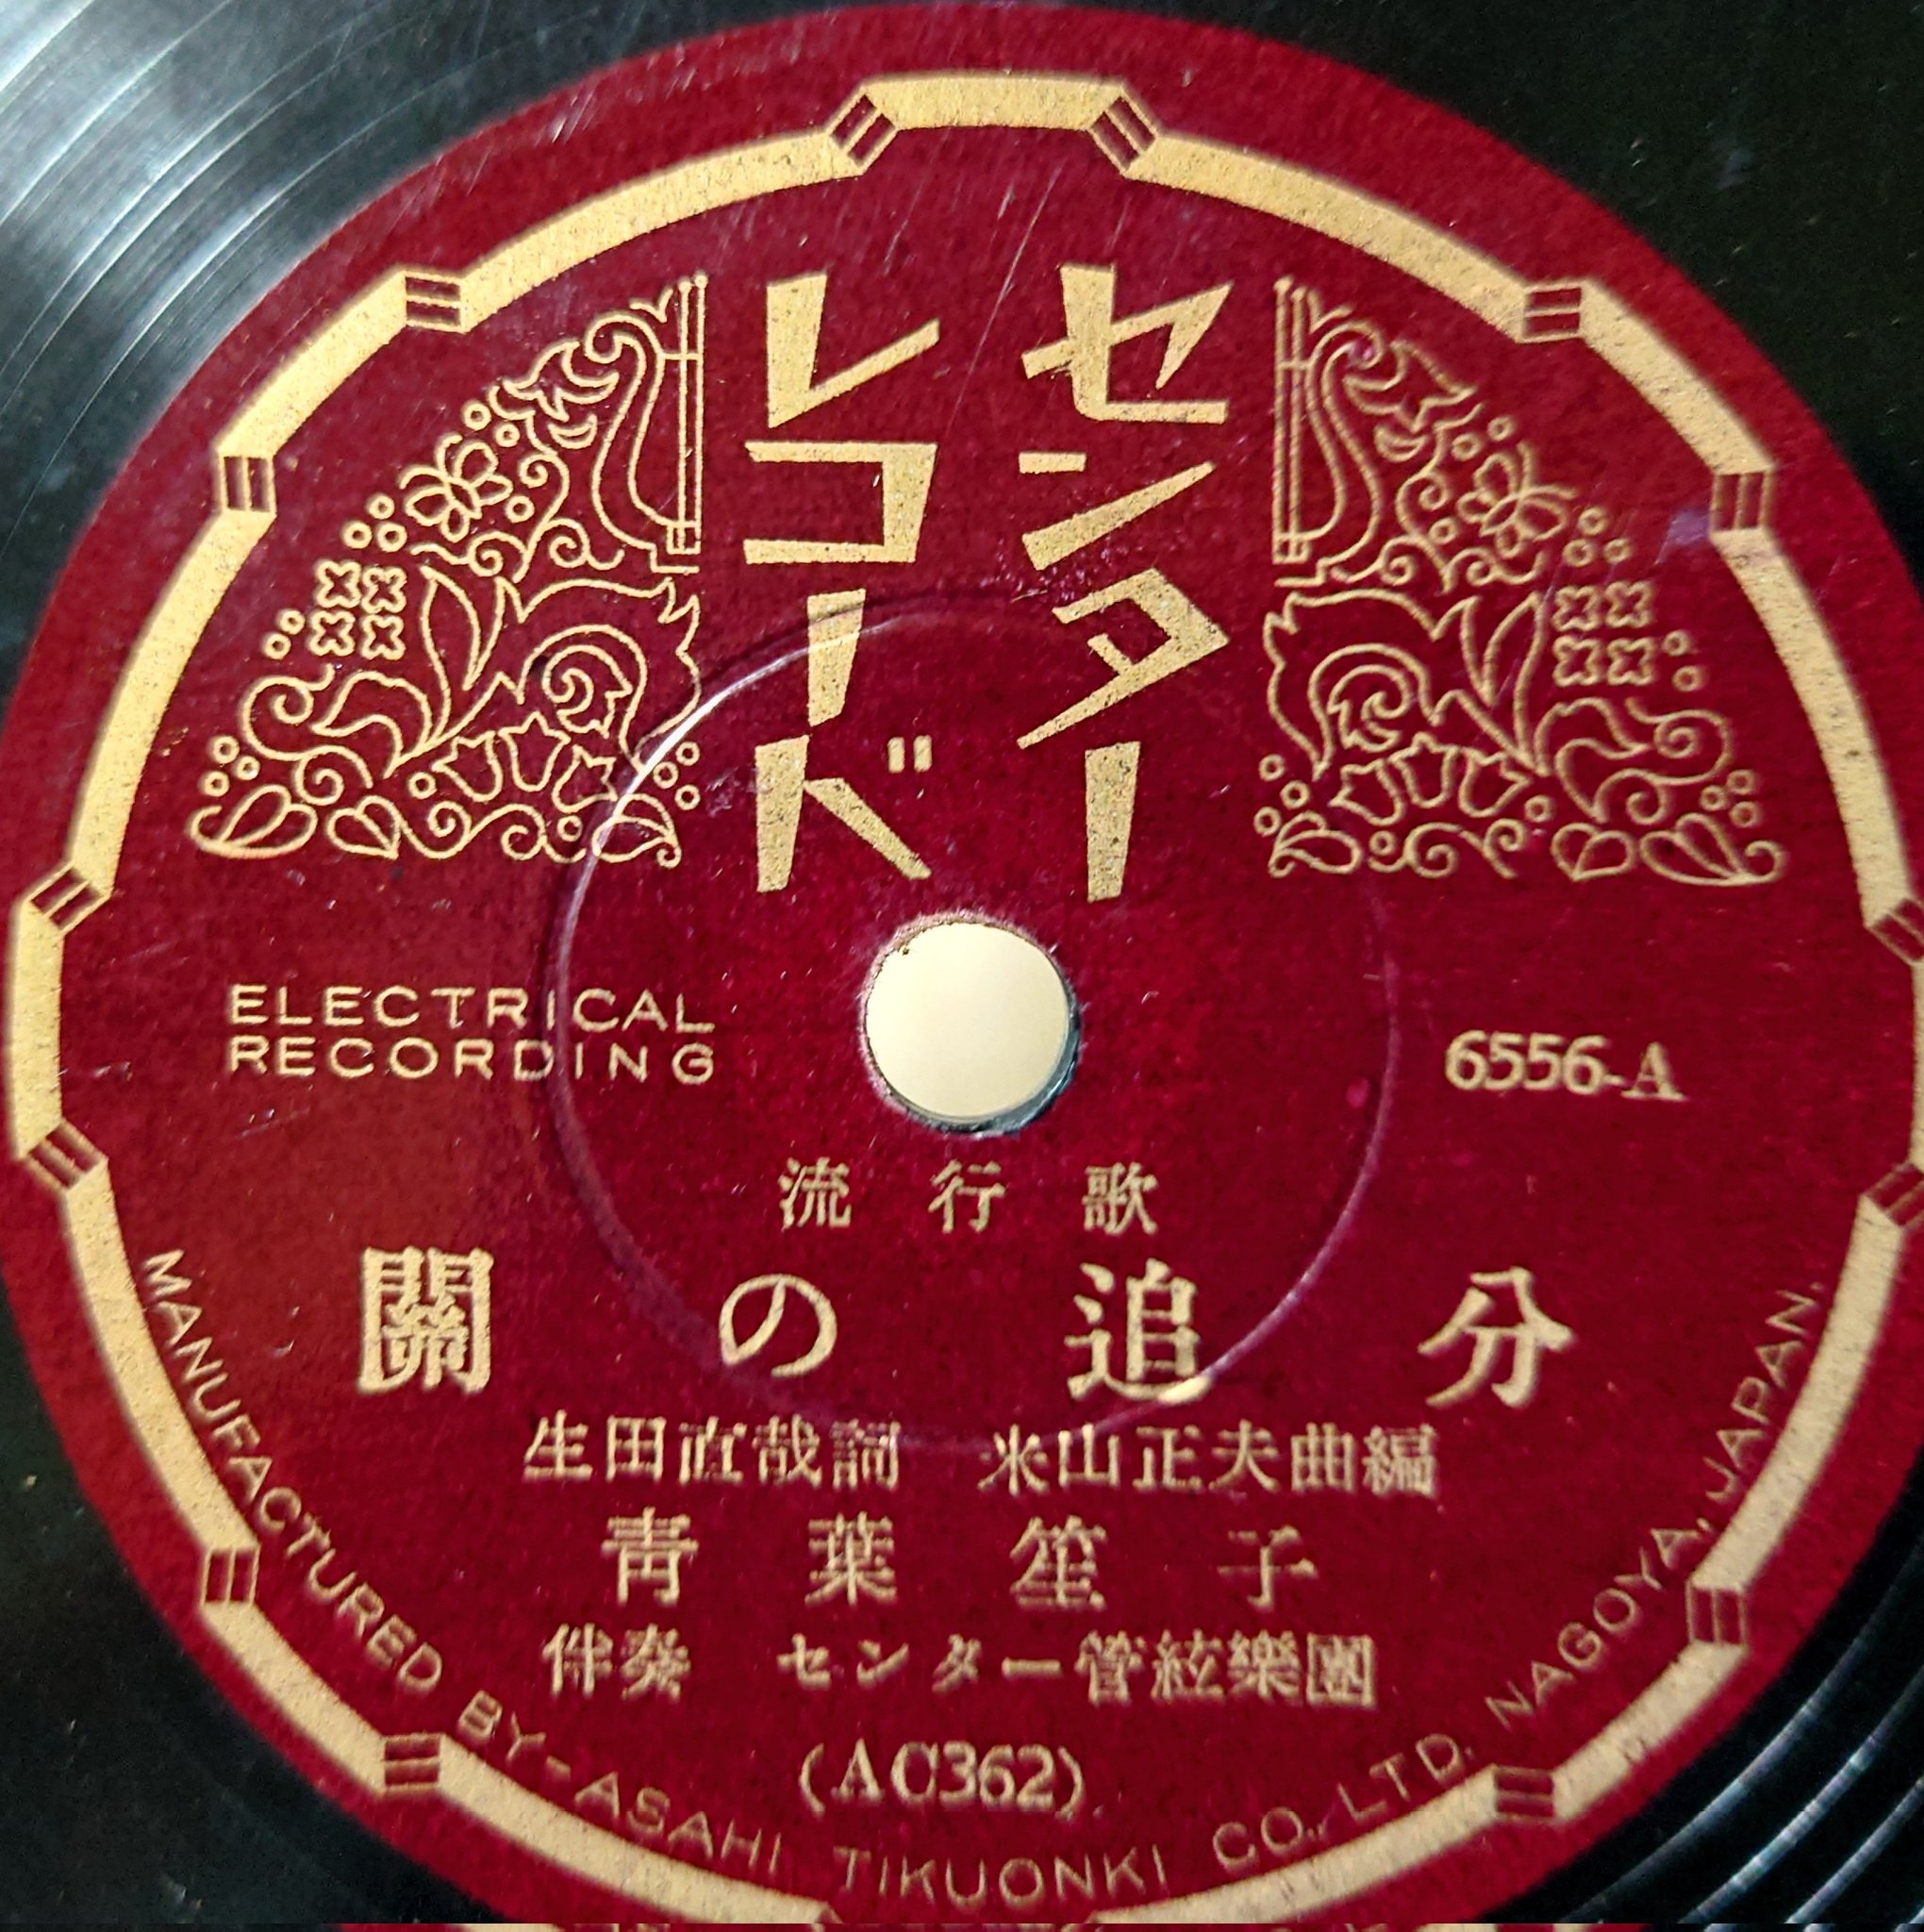 センター
レコード
ELECTRICAL
RECORDING
6556-A
流行歌
關の追分
生田直哉詞 米山正夫曲編
青葉笙子
伴奏 センター管絃樂團
(AC362)
MANUFACTURED BY-ASAHI TIKUONKI CO., LTD. NAGOYA, JAPAN.